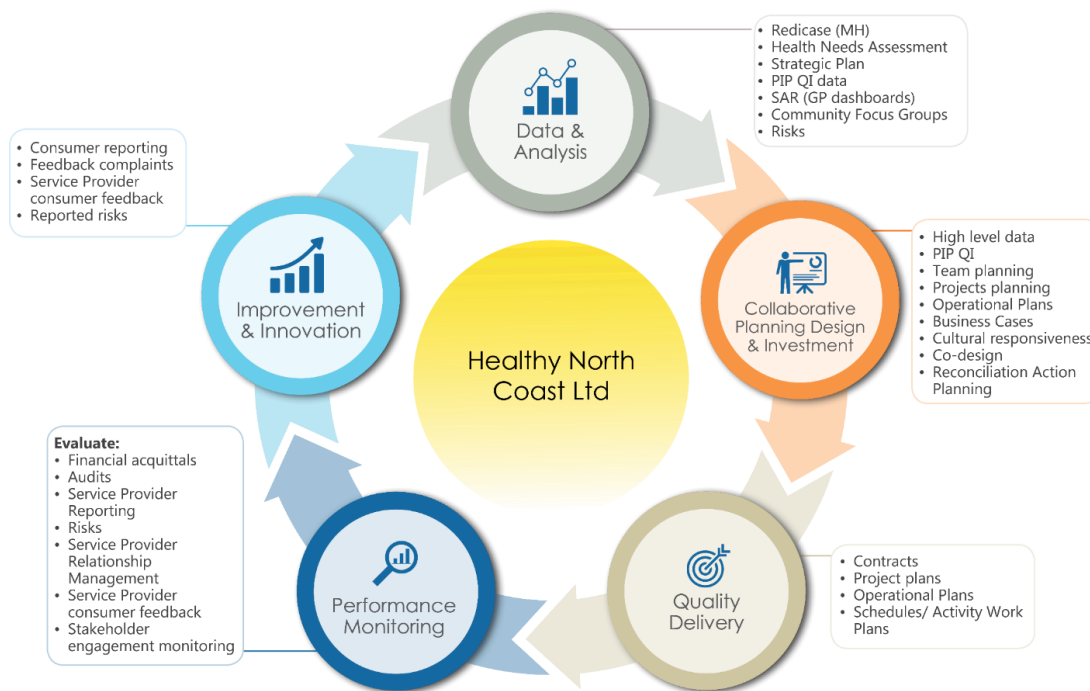 • Redicase (MH)
• Health Needs Assessment
• Strategic Plan
• PIP QI data
• SAR (GP dashboards)
• Community Focus Groups
• Risks
Data &
Analysis
• Consumer reporting
• Feedback complaints
• Service Provider
consumer feedback
• Reported risks
Improvement
& Innovation
Collaborative
Planning Design
& Investment
• High level data
• PIP QI
• Team planning
• Projects planning
• Operational Plans
• Business Cases
• Cultural responsiveness
• Co-design
• Reconciliation Action
Planning
Healthy North
Coast Ltd
Evaluate:
• Financial acquittals
• Audits
• Service Provider
Reporting
• Risks
• Service Provider
Relationship
Management
• Service Provider
consumer feedback
• Stakeholder
engagement monitoring
Performance
Monitoring
Quality
Delivery
• Contracts
• Project plans
• Operational Plans
• Schedules/ Activity Work
Plans